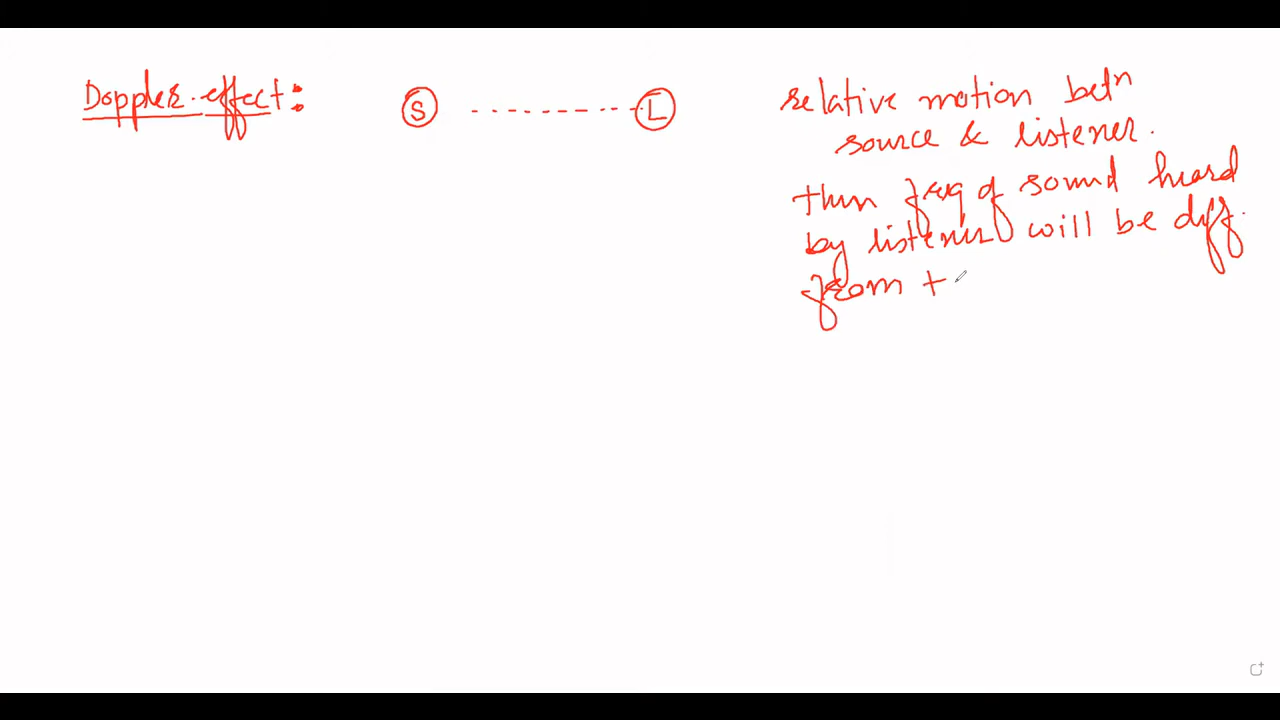 Doppler effect:
S L
relative motion betn
source & listener.
then freq of sound heard
by listener will be diff.
from t